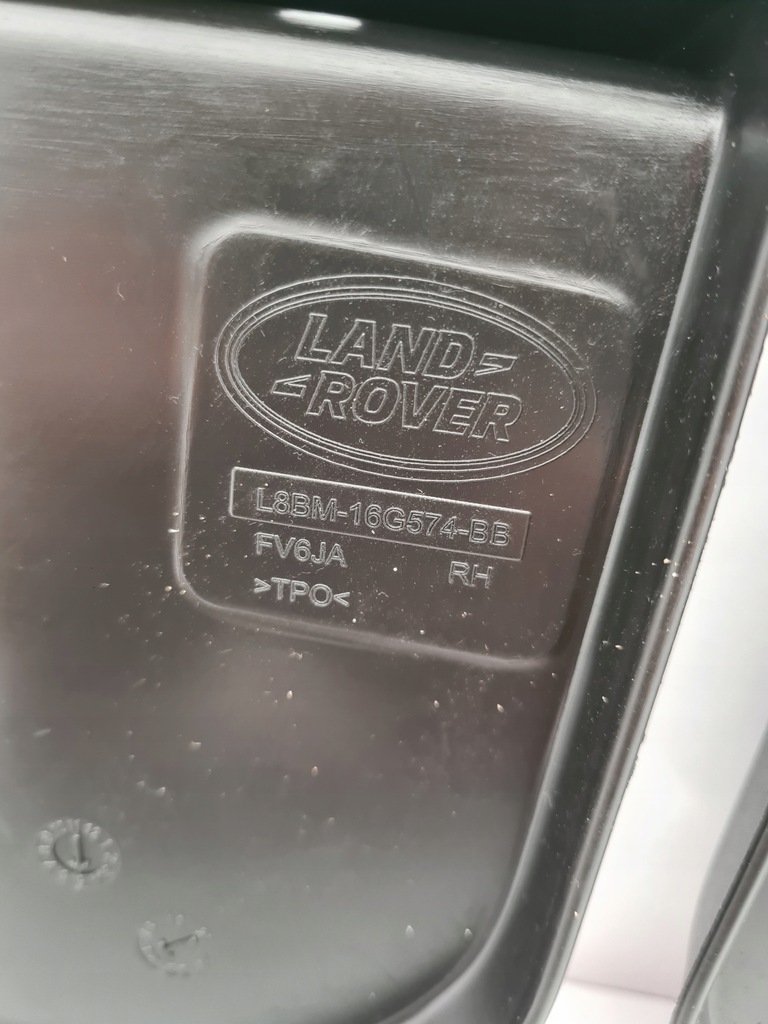 LAND
ROVER
L8BM-16G574-BB
FV6JA RH
>TPO<